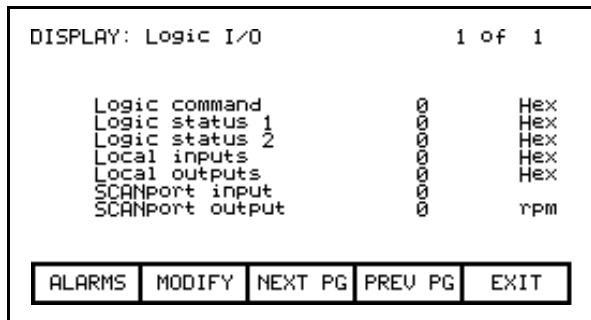 DISPLAY: Logic I/O 1 of 1
Logic command 0 Hex
Logic status 1 0 Hex
Logic status 2 0 Hex
Local inputs 0 Hex
Local outputs 0 Hex
SCANport input 0
SCANport output 0 rpm
ALARMS MODIFY NEXT PG PREV PG EXIT